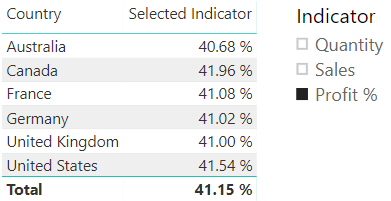 Country Selected Indicator
Australia 40.68 %
Canada 41.96 %
France 41.08 %
Germany 41.02 %
United Kingdom 41.00 %
United States 41.54 %
Total 41.15 %
Indicator
Quantity
Sales
Profit %